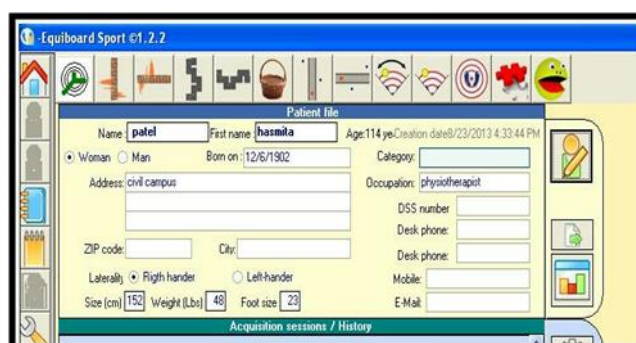 -Equiboard Sport ©1.2.2
Patient file
Name: patel First name: hasmita Age:114 ye Creation date8/23/2013 4:33:44 PM
Woman Man Born on: 12/6/1902 Category:
Address: civil campus Occupation: physiotherapist
DSS number
Desk phone:
ZIP code: City: Desk phone:
Laterality Rigth hander Left-hander Mobile:
Size (cm) 152 Weight (Lbs) 48 Foot size 23 E-Mail:
Acquisition sessions / History